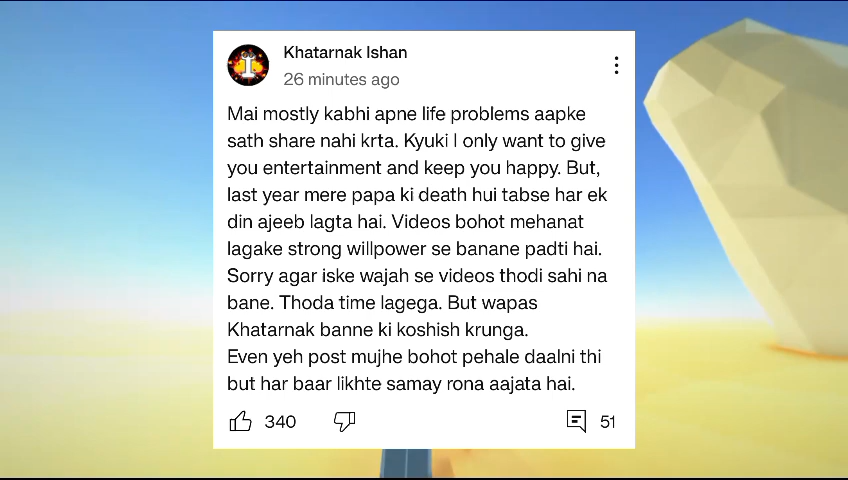 Khatarnak Ishan
26 minutes ago
Mai mostly kabhi apne life problems aapke
sath share nahi krta. Kyuki I only want to give
you entertainment and keep you happy. But,
last year mere papa ki death hui tabse har ek
din ajeeb lagta hai. Videos bohot mehanat
lagake strong willpower se banane padti hai.
Sorry agar iske wajah se videos thodi sahi na
bane. Thoda time lagega. But wapas
Khatarnak banne ki koshish krunga.
Even yeh post mujhe bohot pehale daalni thi
but har baar likhte samay rona aajata hai.
340 51